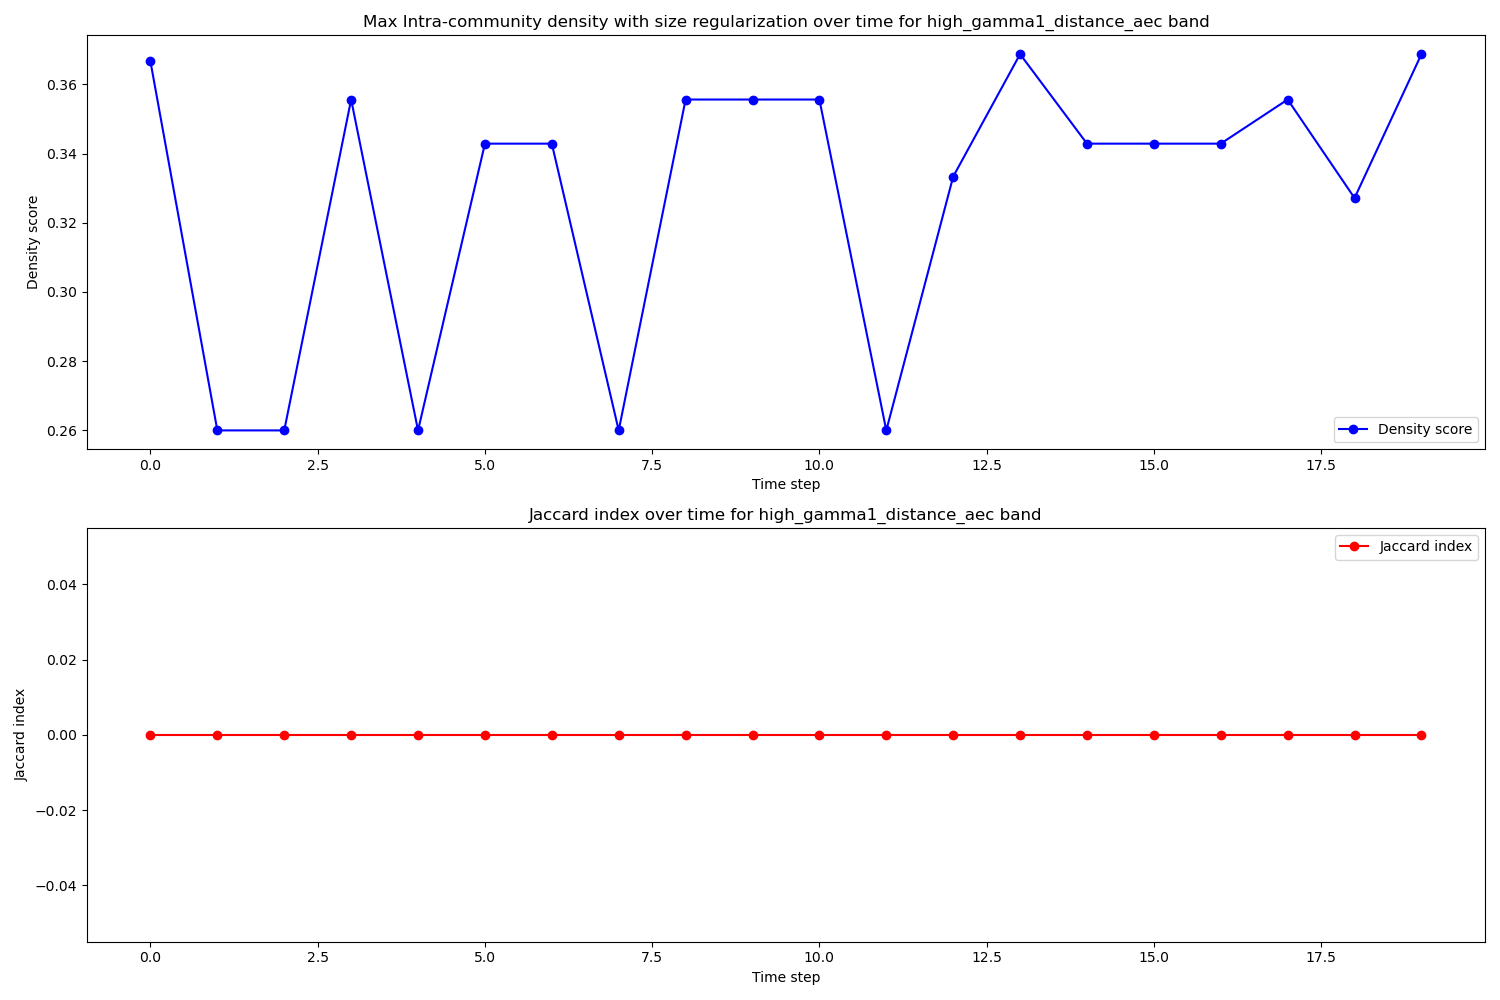 Max Intra-community density with size regularization over time for high_gamma1_distance_aec band
Density score
0.36
0.34
0.32
0.30
0.28
0.26
Density score
0.0 2.5 5.0 7.5 10.0 12.5 15.0 17.5
Time step
Jaccard index over time for high_gamma1_distance_aec band
Jaccard index
Jaccard index
0.04
0.02
0.00
−0.02
−0.04
0.0 2.5 5.0 7.5 10.0 12.5 15.0 17.5
Time step